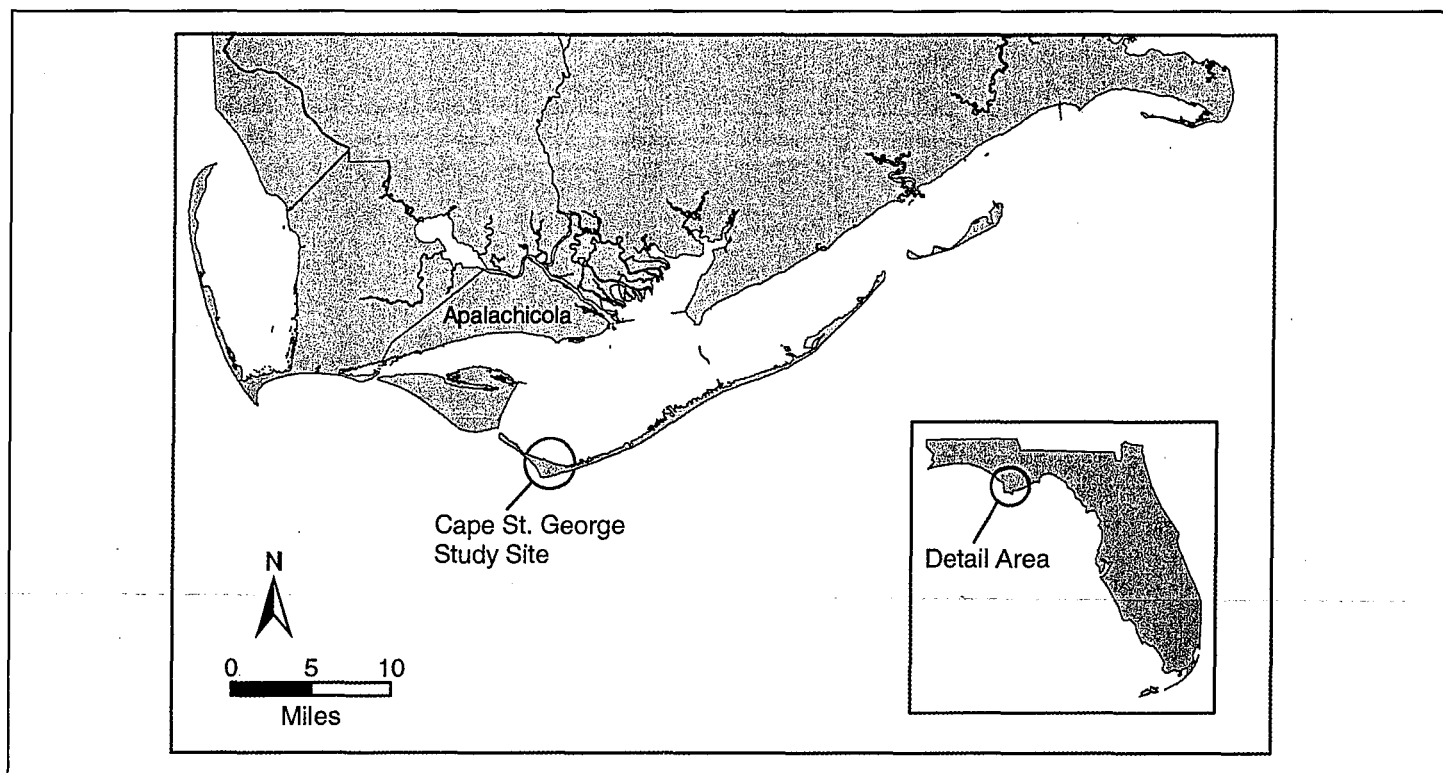 Apalachicola
Cape St. George
Study Site
Detail Area
N
0 5 10
Miles